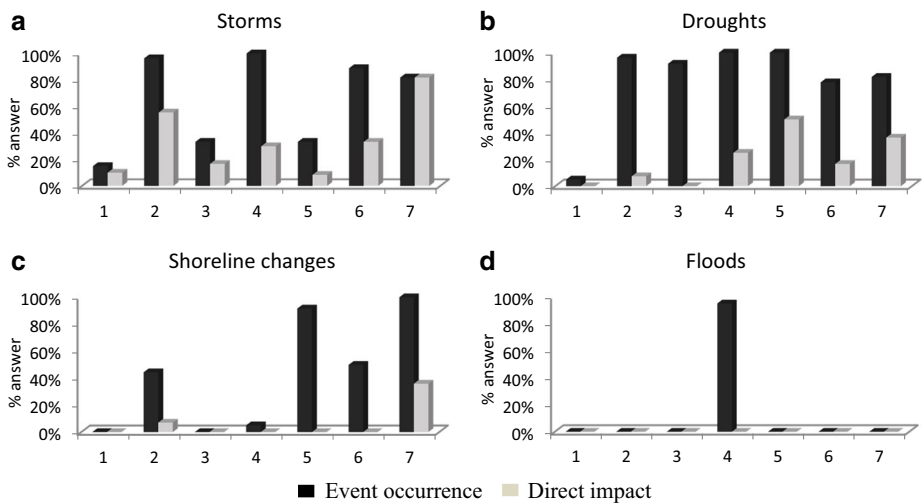 a Storms
100%
80%
60%
40%
20%
0%
% answer
1 2 3 4 5 6 7
b Droughts
100%
80%
60%
40%
20%
0%
% answer
1 2 3 4 5 6 7
c Shoreline changes
100%
80%
60%
40%
20%
0%
% answer
1 2 3 4 5 6 7
d Floods
100%
80%
60%
40%
20%
0%
% answer
1 2 3 4 5 6 7
Event occurrence Direct impact